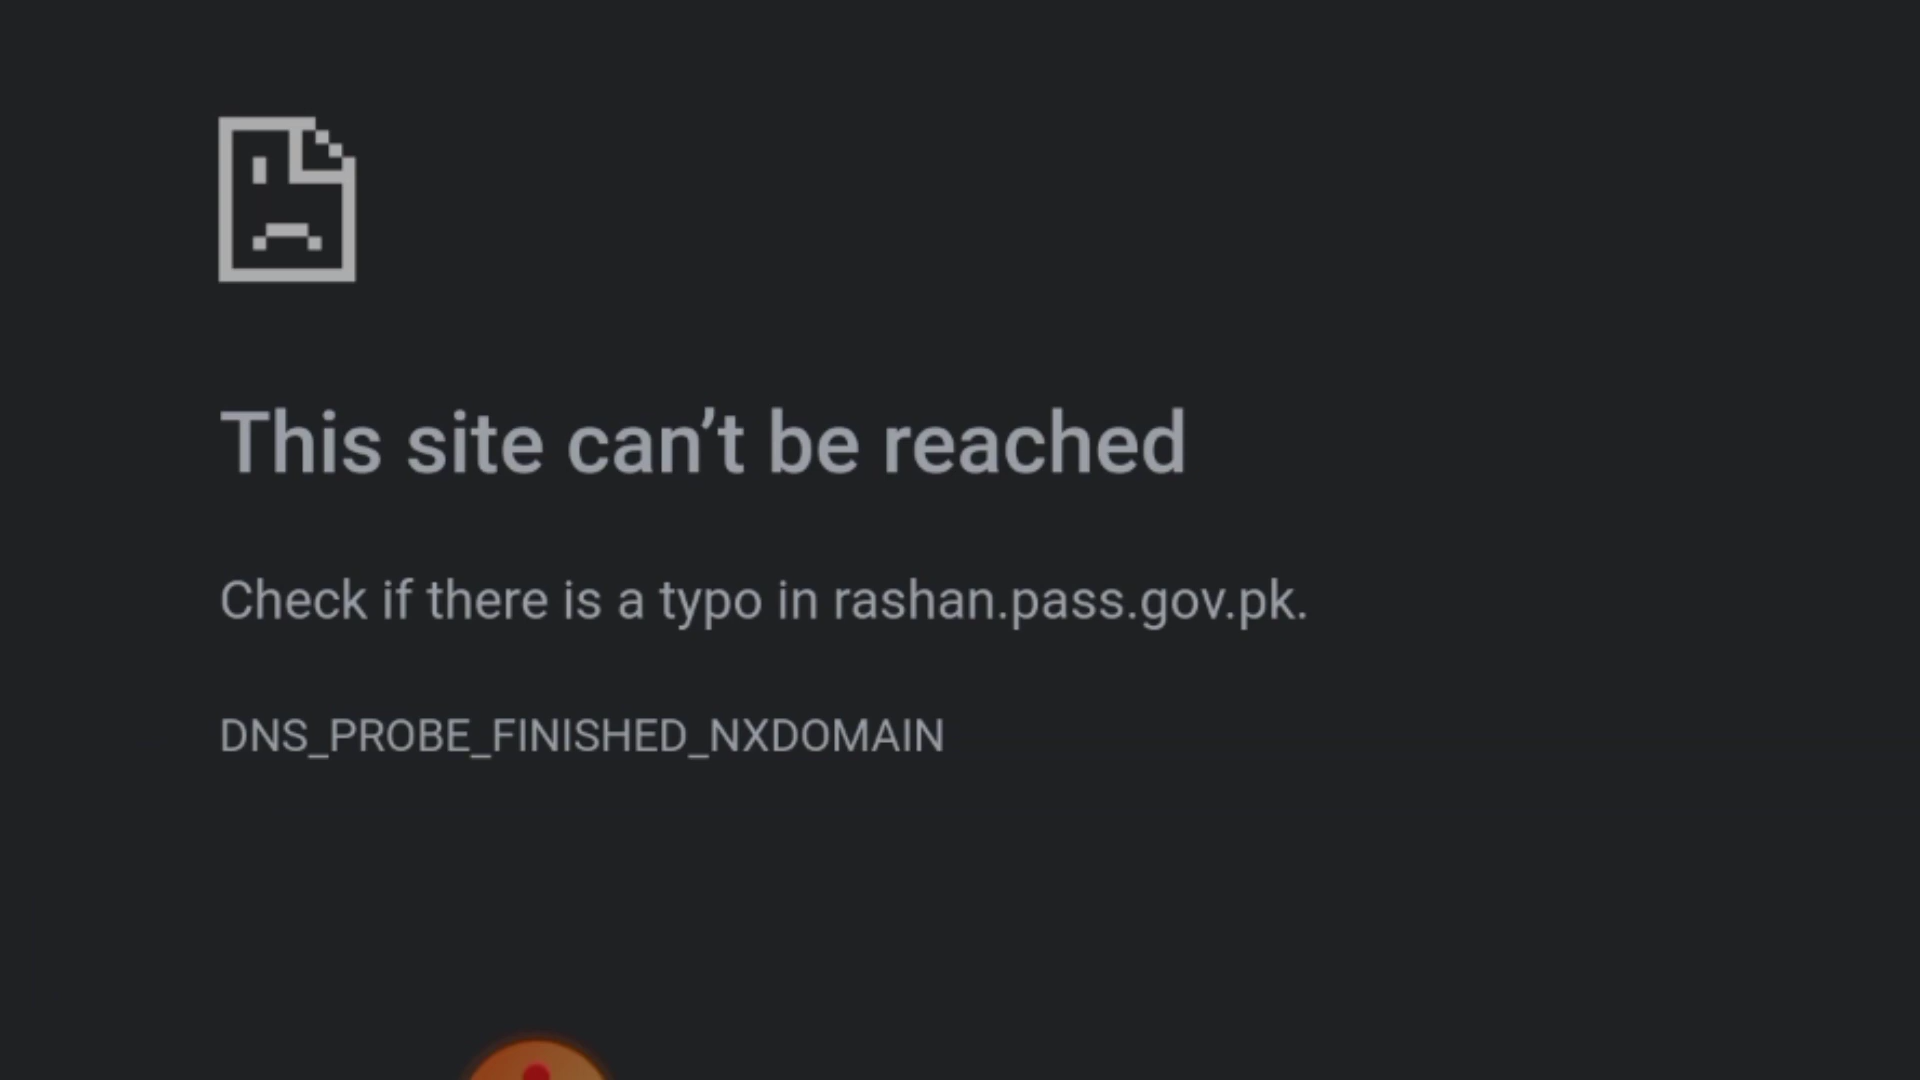 This site can’t be reached
Check if there is a typo in rashan.pass.gov.pk.
DNS_PROBE_FINISHED_NXDOMAIN